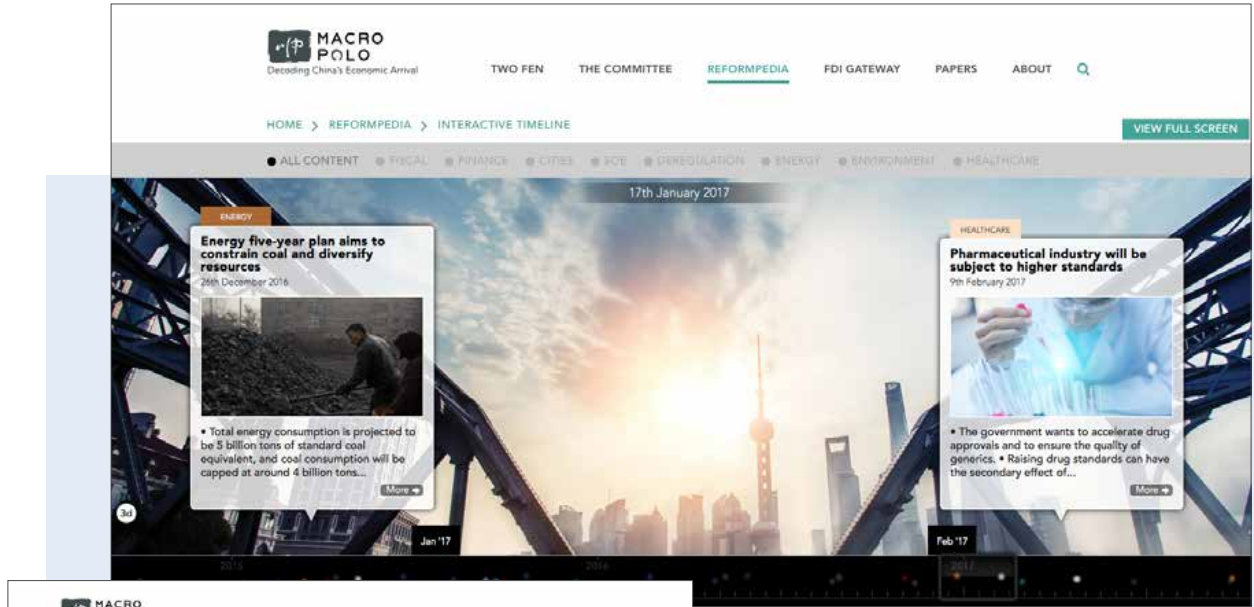 MACRO
POLO
Decoding China's Economic Arrival
TWO FEN THE COMMITTEE REFORMPEDIA FDI GATEWAY PAPERS ABOUT
HOME > REFORMPEDIA > INTERACTIVE TIMELINE
VIEW FULL SCREEN
ALL CONTENT FISCAL FINANCE CITIES SOE DEREGULATION ENERGY ENVIRONMENT HEALTHCARE
17th January 2017
ENERGY
Energy five-year plan aims to
constrain coal and diversify
resources
26th December 2016
• Total energy consumption is projected to
be 5 billion tons of standard coal
equivalent, and coal consumption will be
capped at around 4 billion tons...
More
HEALTHCARE
Pharmaceutical industry will be
subject to higher standards
9th February 2017
• The government wants to accelerate drug
approvals and to ensure the quality of
generics. • Raising drug standards can have
the secondary effect of...
More
3d
Jan '17
Feb '17
2015 2016 2017
MACRO